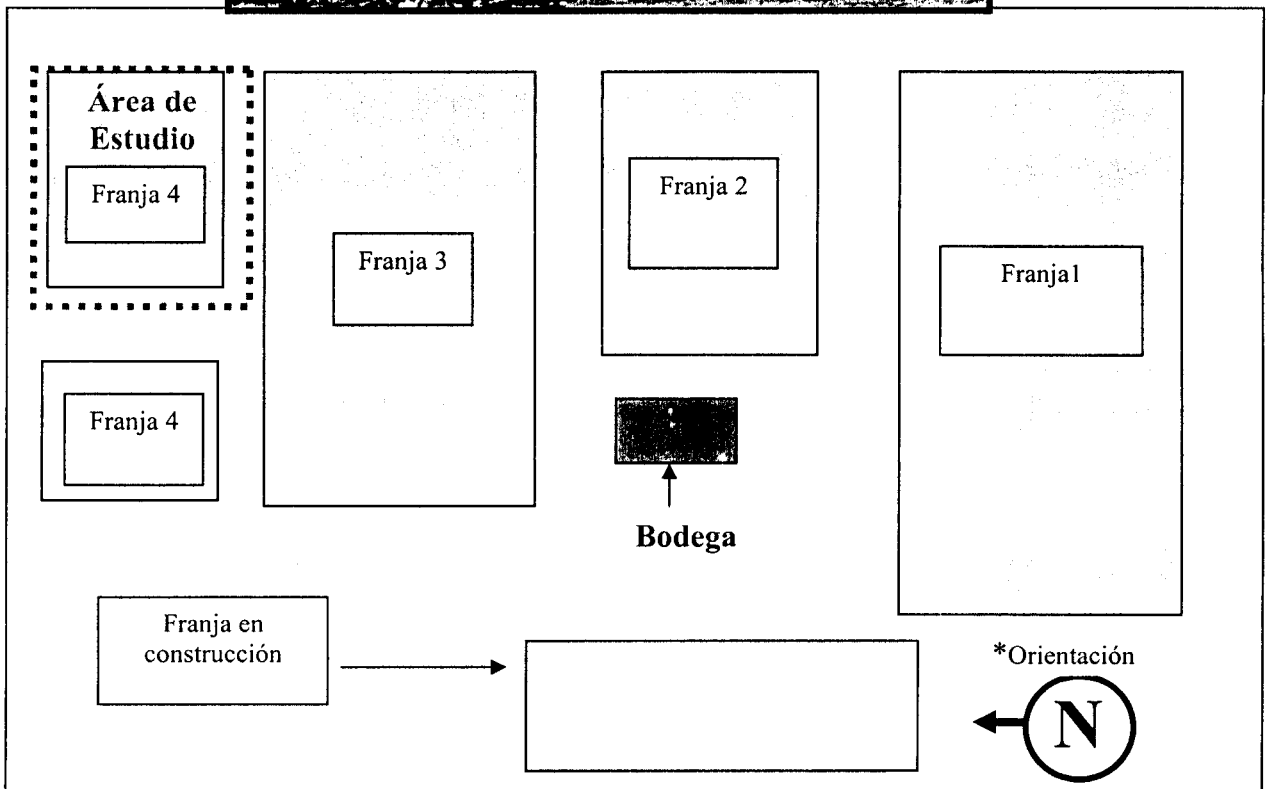 Área de
Estudio
Franja 4
Franja 3
Franja 2
Franja1
Franja 4
Bodega
Franja en
construcción
*Orientación
N